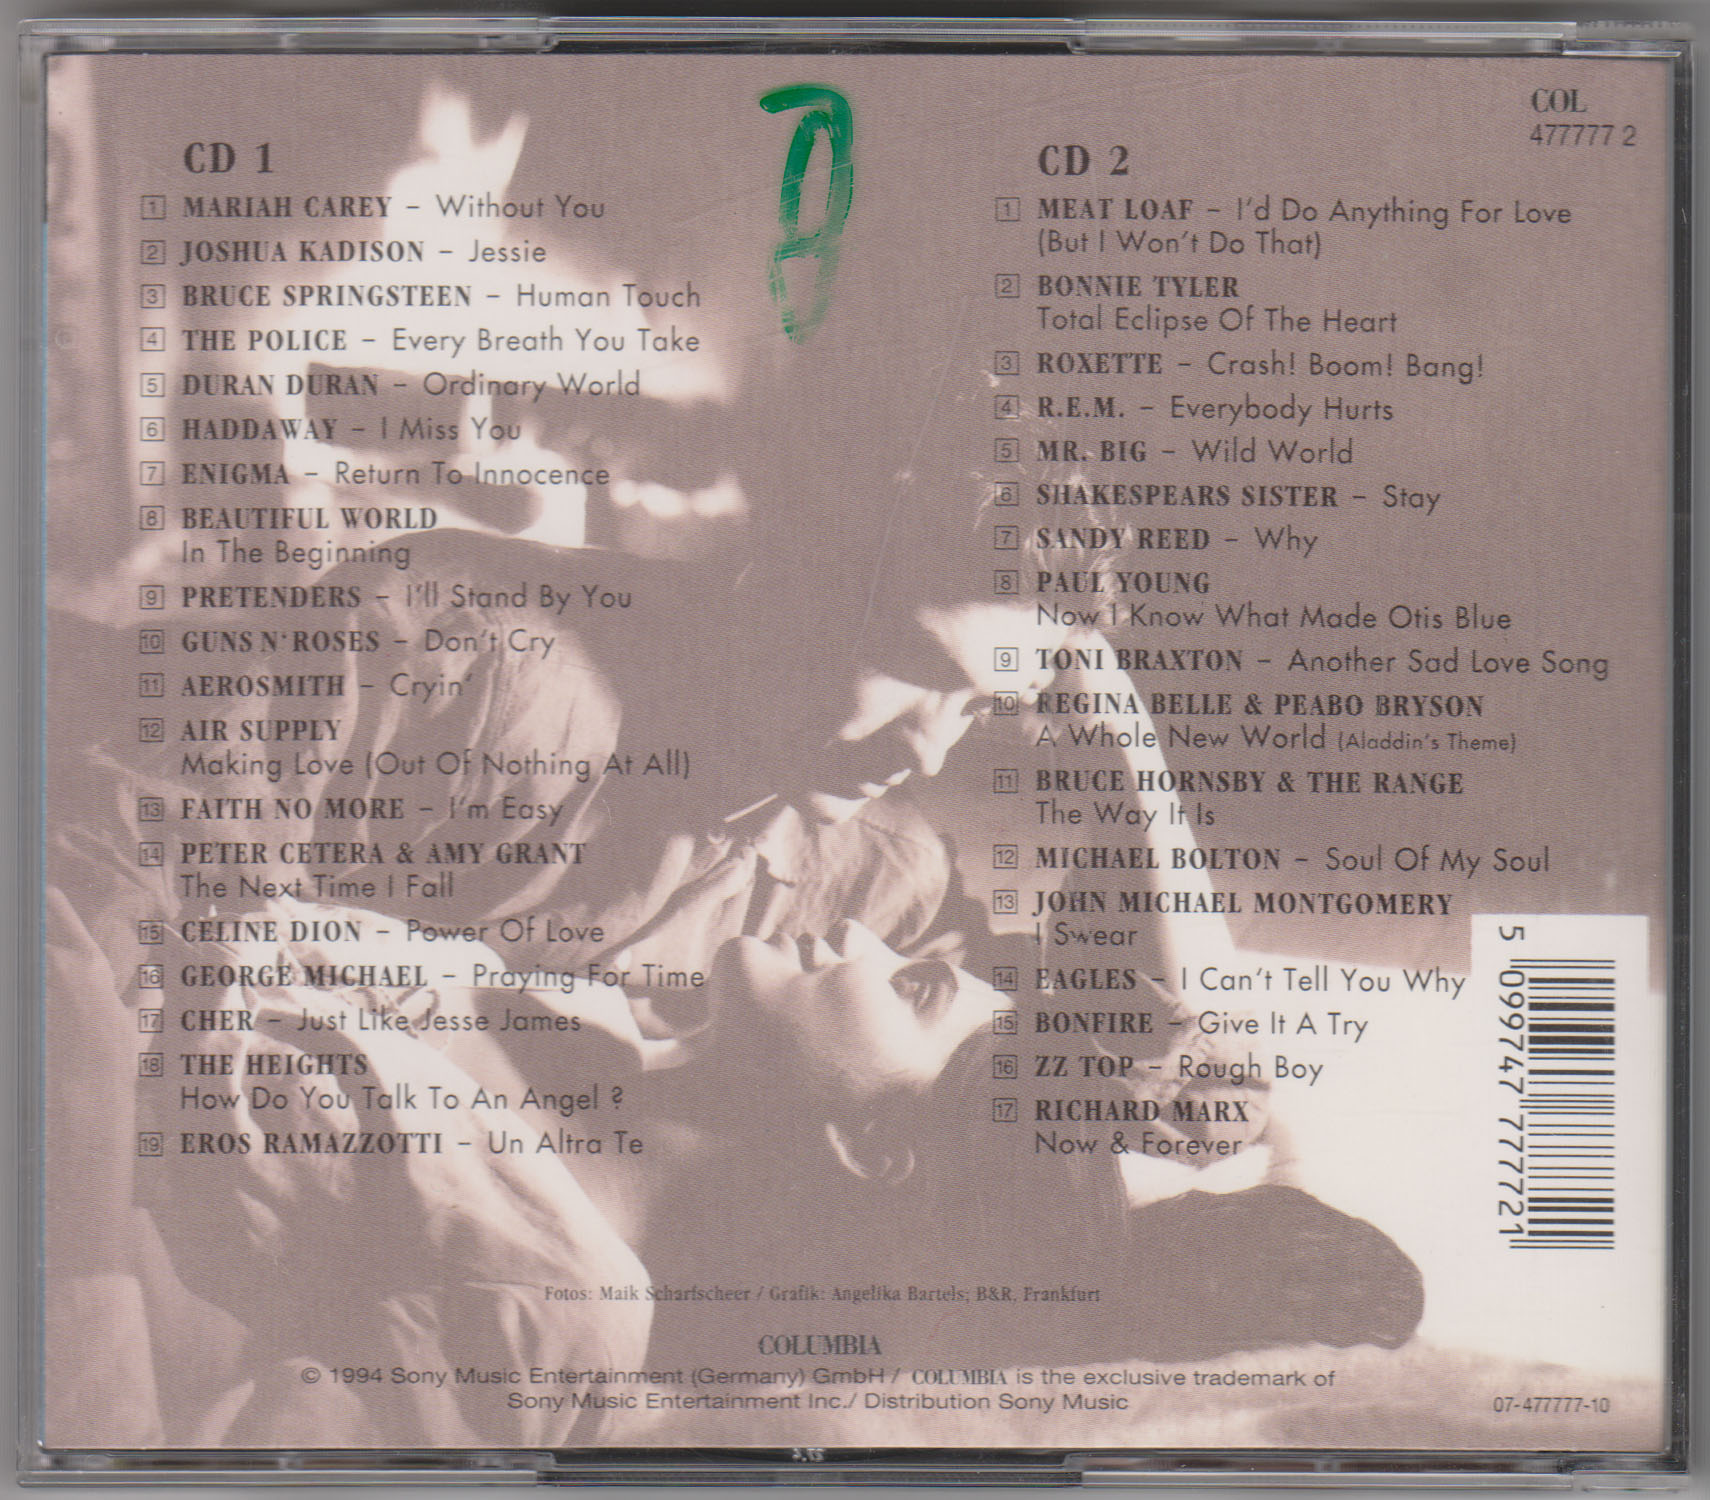 COL
477777 2
CD 1
1 MARIAH CAREY – Without You
2 JOSHUA KADISON – Jessie
3 BRUCE SPRINGSTEEN – Human Touch
4 THE POLICE – Every Breath You Take
5 DURAN DURAN – Ordinary World
6 HADDAWAY – I Miss You
7 ENIGMA – Return To Innocence
8 BEAUTIFUL WORLD
In The Beginning
9 PRETENDERS – I'll Stand By You
10 GUNS N' ROSES – Don't Cry
11 AEROSMITH – Cryin'
12 AIR SUPPLY
Making Love (Out Of Nothing At All)
13 FAITH NO MORE – I'm Easy
14 PETER CETERA & AMY GRANT
The Next Time I Fall
15 CELINE DION – Power Of Love
16 GEORGE MICHAEL – Praying For Time
17 CHER – Just Like Jesse James
18 THE HEIGHTS
How Do You Talk To An Angel ?
19 EROS RAMAZZOTTI – Un Altra Te
CD 2
1 MEAT LOAF – I'd Do Anything For Love
(But I Won't Do That)
2 BONNIE TYLER
Total Eclipse Of The Heart
3 ROXETTE – Crash! Boom! Bang!
4 R.E.M. – Everybody Hurts
5 MR. BIG – Wild World
6 SHAKESPEARS SISTER – Stay
7 SANDY REED – Why
8 PAUL YOUNG
Now I Know What Made Otis Blue
9 TONI BRAXTON – Another Sad Love Song
10 REGINA BELLE & PEABO BRYSON
A Whole New World (Aladdin's Theme)
11 BRUCE HORNSBY & THE RANGE
The Way It Is
12 MICHAEL BOLTON – Soul Of My Soul
13 JOHN MICHAEL MONTGOMERY
I Swear
14 EAGLES – I Can't Tell You Why
15 BONFIRE – Give It A Try
16 ZZ TOP – Rough Boy
17 RICHARD MARX
Now & Forever
5 099747 777721
Fotos: Maik Scharfscheer / Grafik: Angelika Bartels; B&R, Frankfurt
COLUMBIA
© 1994 Sony Music Entertainment (Germany) GmbH / COLUMBIA is the exclusive trademark of
Sony Music Entertainment Inc./ Distribution Sony Music
07-477777-10